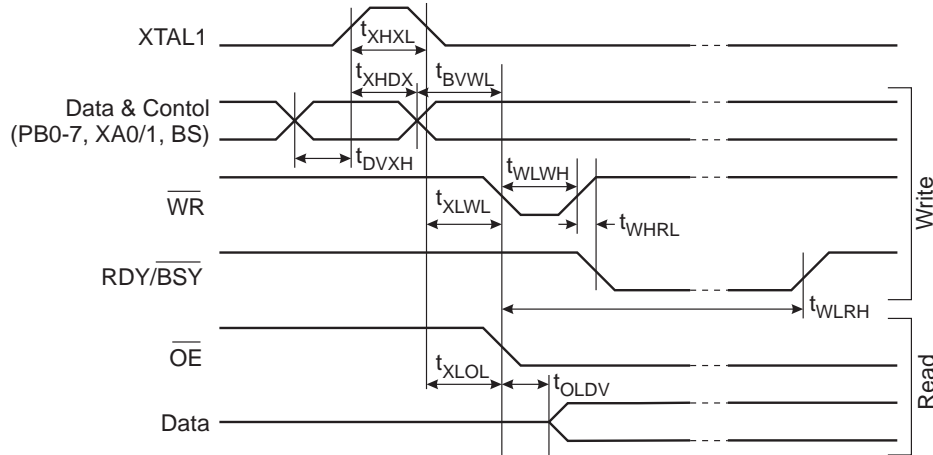 XTAL1
tXHXL
tXHDX
tBVWL
Data & Contol
(PB0-7, XA0/1, BS)
tDVXH
WR
tWLWH
tXLWL
tWHRL
Write
RDY/BSY
tWLRH
OE
tXLOL
tOLDV
Data
Read